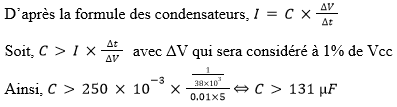 D'après la formule des condensateurs, I = C × ΔV/Δt
Soit, C > I × Δt/ΔV avec ΔV qui sera considéré à 1% de Vcc
Ainsi, C > 250 × 10⁻³ × (1/(38×10³))/(0.01×5) ⇔ C > 131 μF